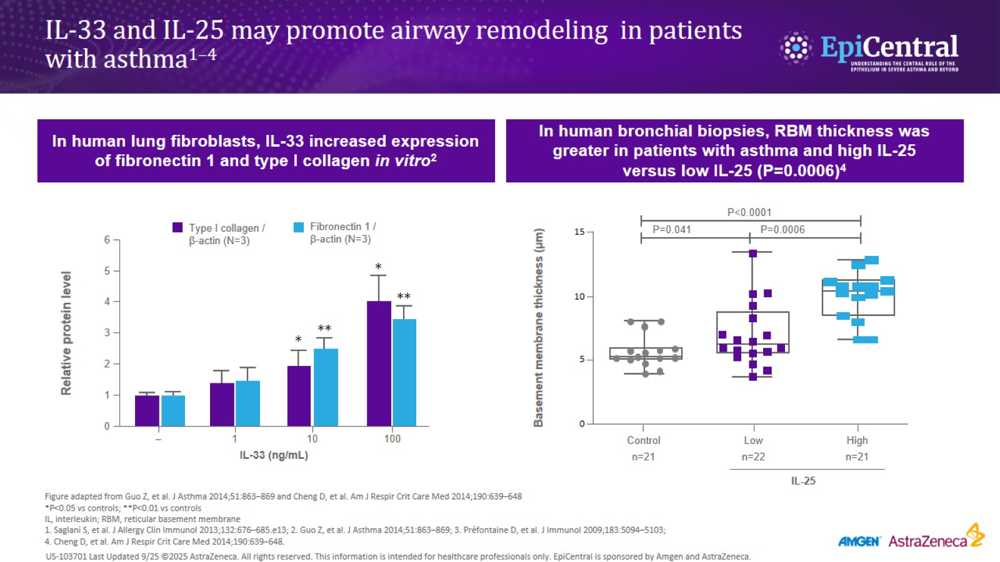 IL-33 and IL-25 may promote airway remodeling in patients
with asthma1–4
EpiCentral
UNDERSTANDING THE CENTRAL ROLE OF THE
EPITHELIUM IN SEVERE ASTHMA AND BEYOND
In human lung fibroblasts, IL-33 increased expression
of fibronectin 1 and type I collagen in vitro2
In human bronchial biopsies, RBM thickness was
greater in patients with asthma and high IL-25
versus low IL-25 (P=0.0006)4
Type I collagen /
β-actin (N=3)
Fibronectin 1 /
β-actin (N=3)
Relative protein level
6
5
4
3
2
1
0
*
**
*
**
–
1
10
100
IL-33 (ng/mL)
P<0.0001
P=0.041
P=0.0006
Basement membrane thickness (μm)
15
10
5
0
Control
Low
High
n=21
n=22
n=21
IL-25
Figure adapted from Guo Z, et al. J Asthma 2014;51:863–869 and Cheng D, et al. Am J Respir Crit Care Med 2014;190:639–648
*P<0.05 vs controls; **P<0.01 vs controls
IL, interleukin; RBM, reticular basement membrane
1. Saglani S, et al. J Allergy Clin Immunol 2013;132:676–685.e13; 2. Guo Z, et al. J Asthma 2014;51:863–869; 3. Préfontaine D, et al. J Immunol 2009;183:5094–5103;
4. Cheng D, et al. Am J Respir Crit Care Med 2014;190:639–648.
US-103701 Last Updated 9/25 ©2025 AstraZeneca. All rights reserved. This information is intended for healthcare professionals only. EpiCentral is sponsored by Amgen and AstraZeneca.
AMGEN
AstraZeneca